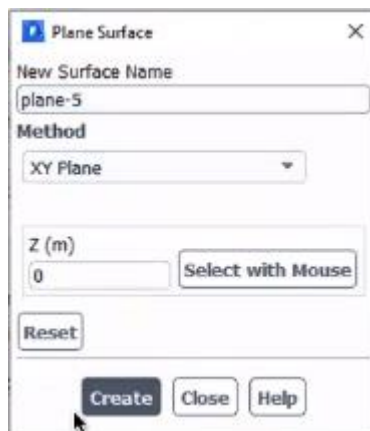 Plane Surface
New Surface Name
plane-5
Method
XY Plane
Z (m)
0
Select with Mouse
Reset
Create Close Help